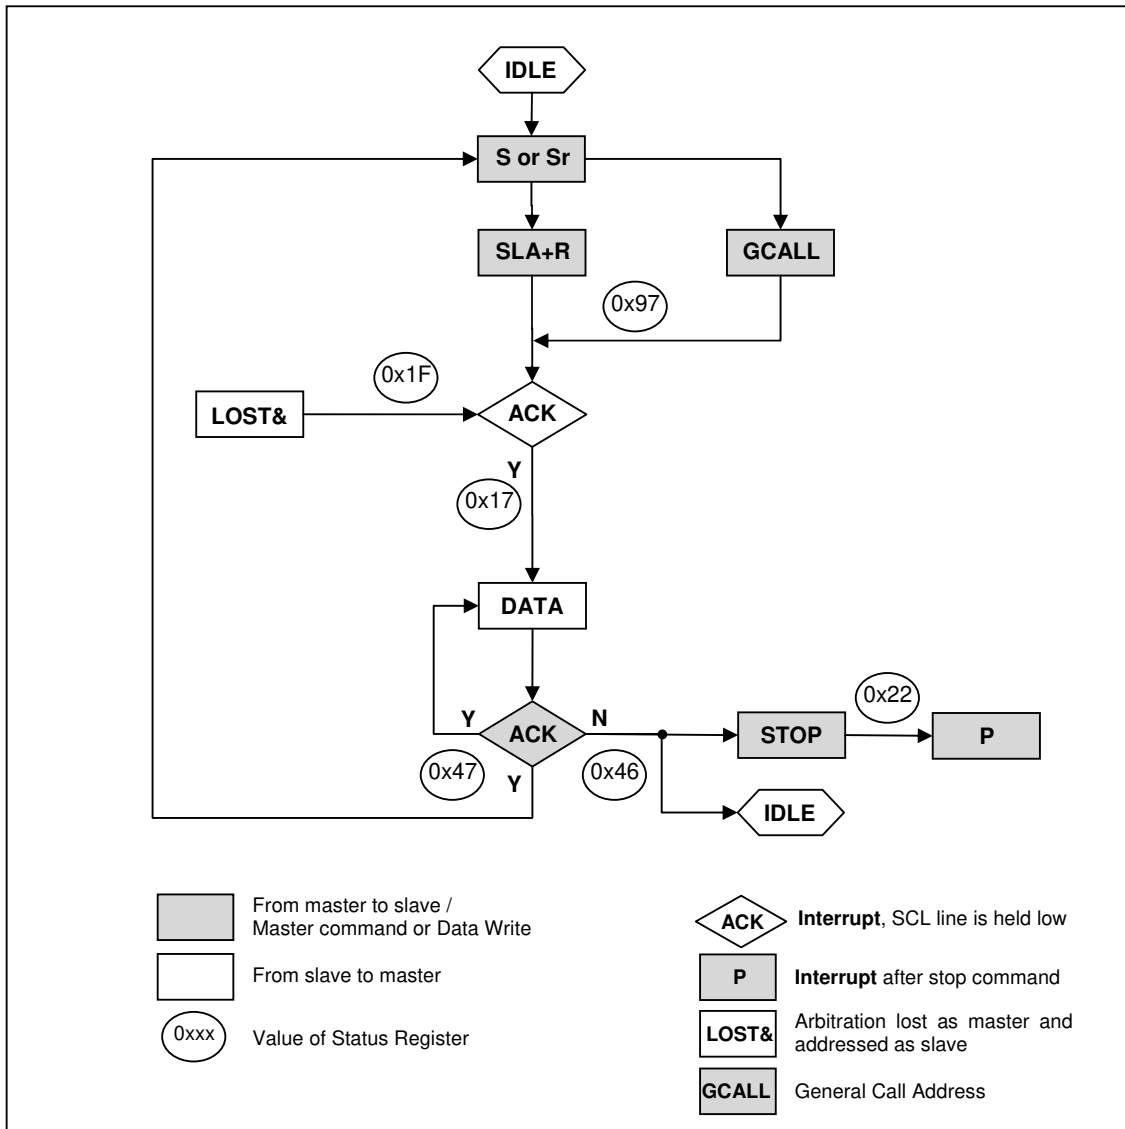 IDLE
S or Sr
SLA+R
GCALL
0x97
0x1F
LOST&
ACK
Y
0x17
DATA
0x22
Y
ACK
N
STOP
P
0x47
Y
0x46
IDLE
From master to slave /
Master command or Data Write
From slave to master
0xxx
Value of Status Register
ACK
Interrupt, SCL line is held low
P
Interrupt after stop command
LOST&
Arbitration lost as master and
addressed as slave
GCALL
General Call Address